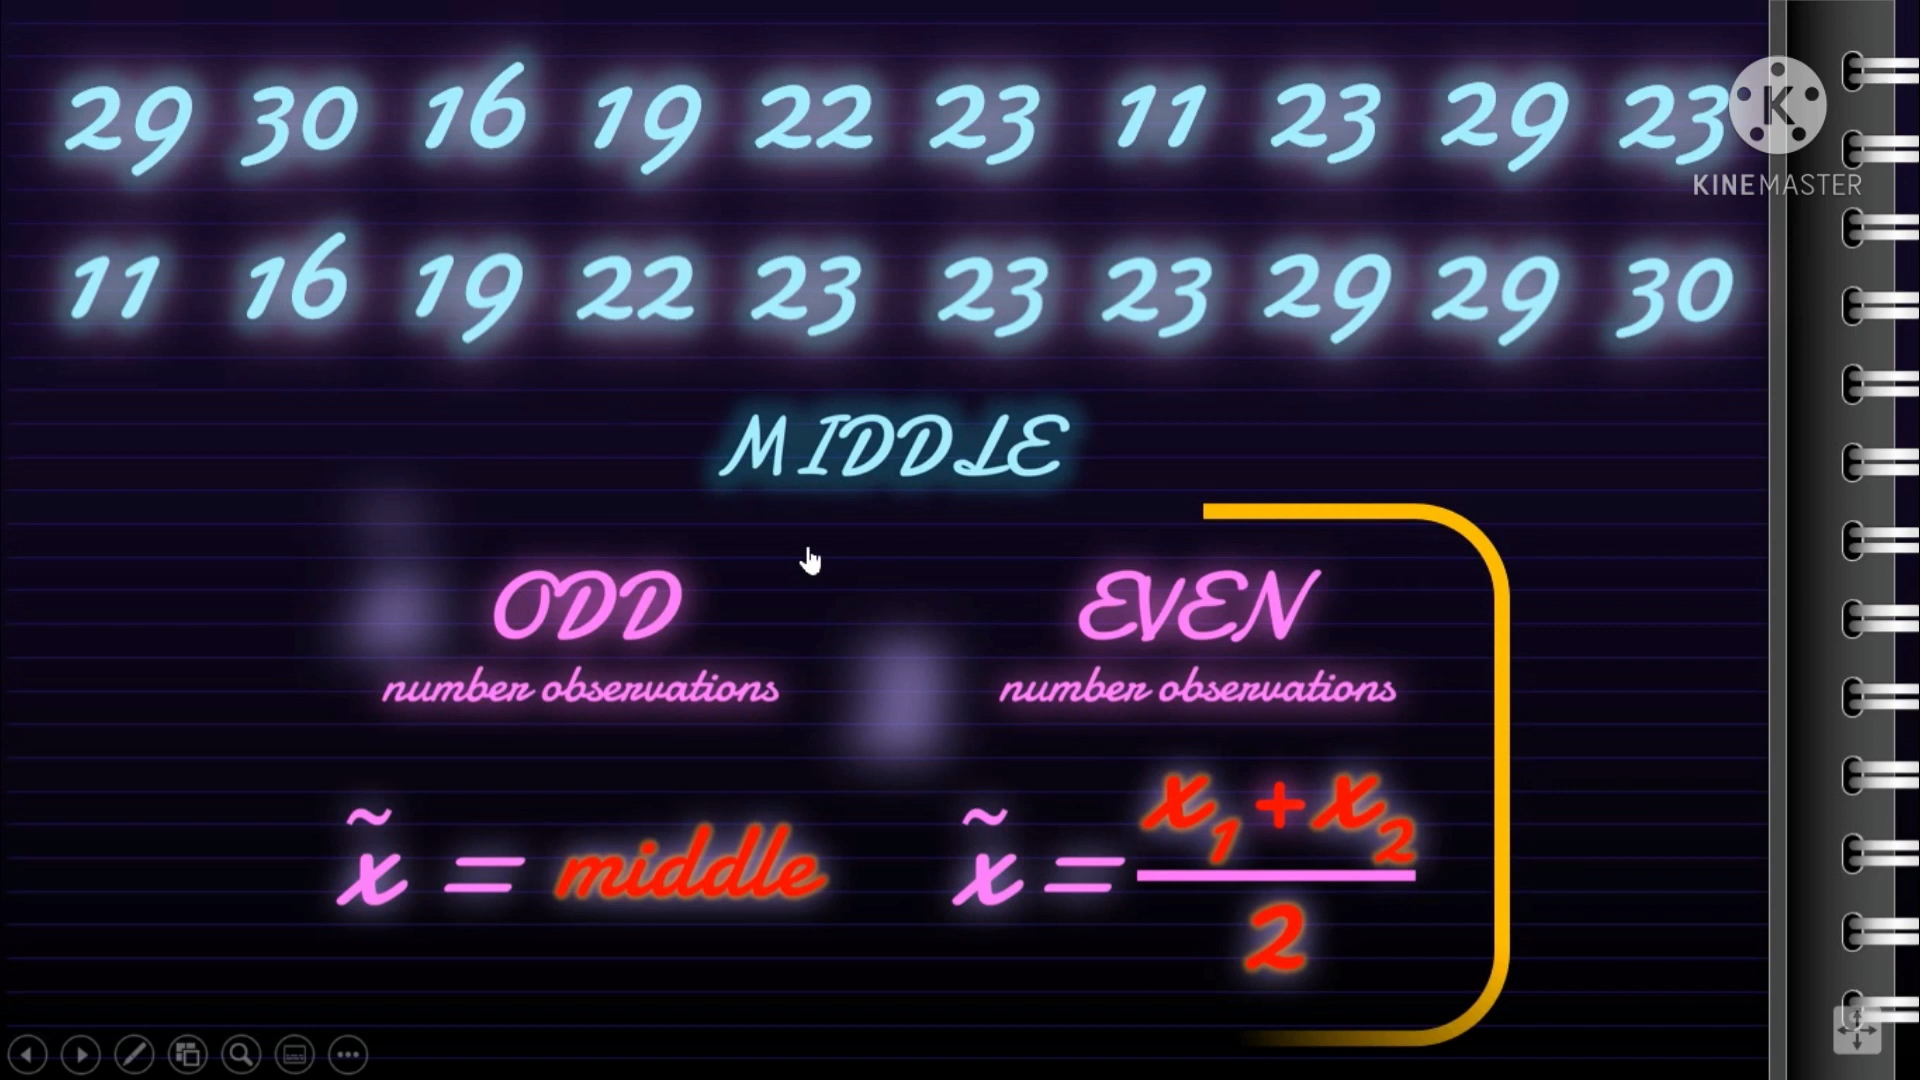 29 30 16 19 22 23 11 23 29 23
K
KINEMASTER
11 16 19 22 23 23 23 29 29 30
MIDDLE
ODD
number observations
EVEN
number observations
x̃ = middle
x̃ = x₁ + x₂ / 2